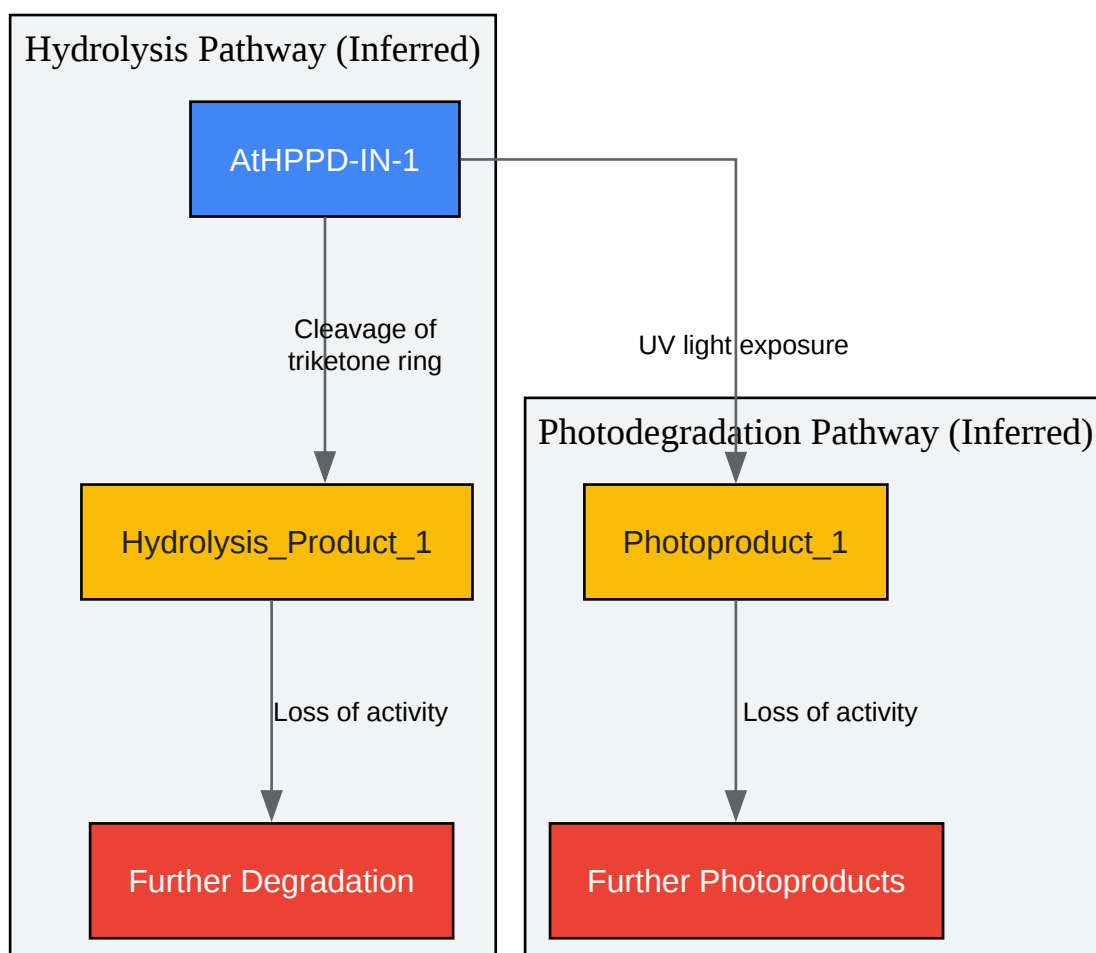 Hydrolysis Pathway (Inferred)
AtHPPD-IN-1
Cleavage of
triketone ring
UV light exposure
Photodegradation Pathway (Inferred)
Hydrolysis_Product_1
Photoproduct_1
Loss of activity
Loss of activity
Further Degradation
Further Photoproducts